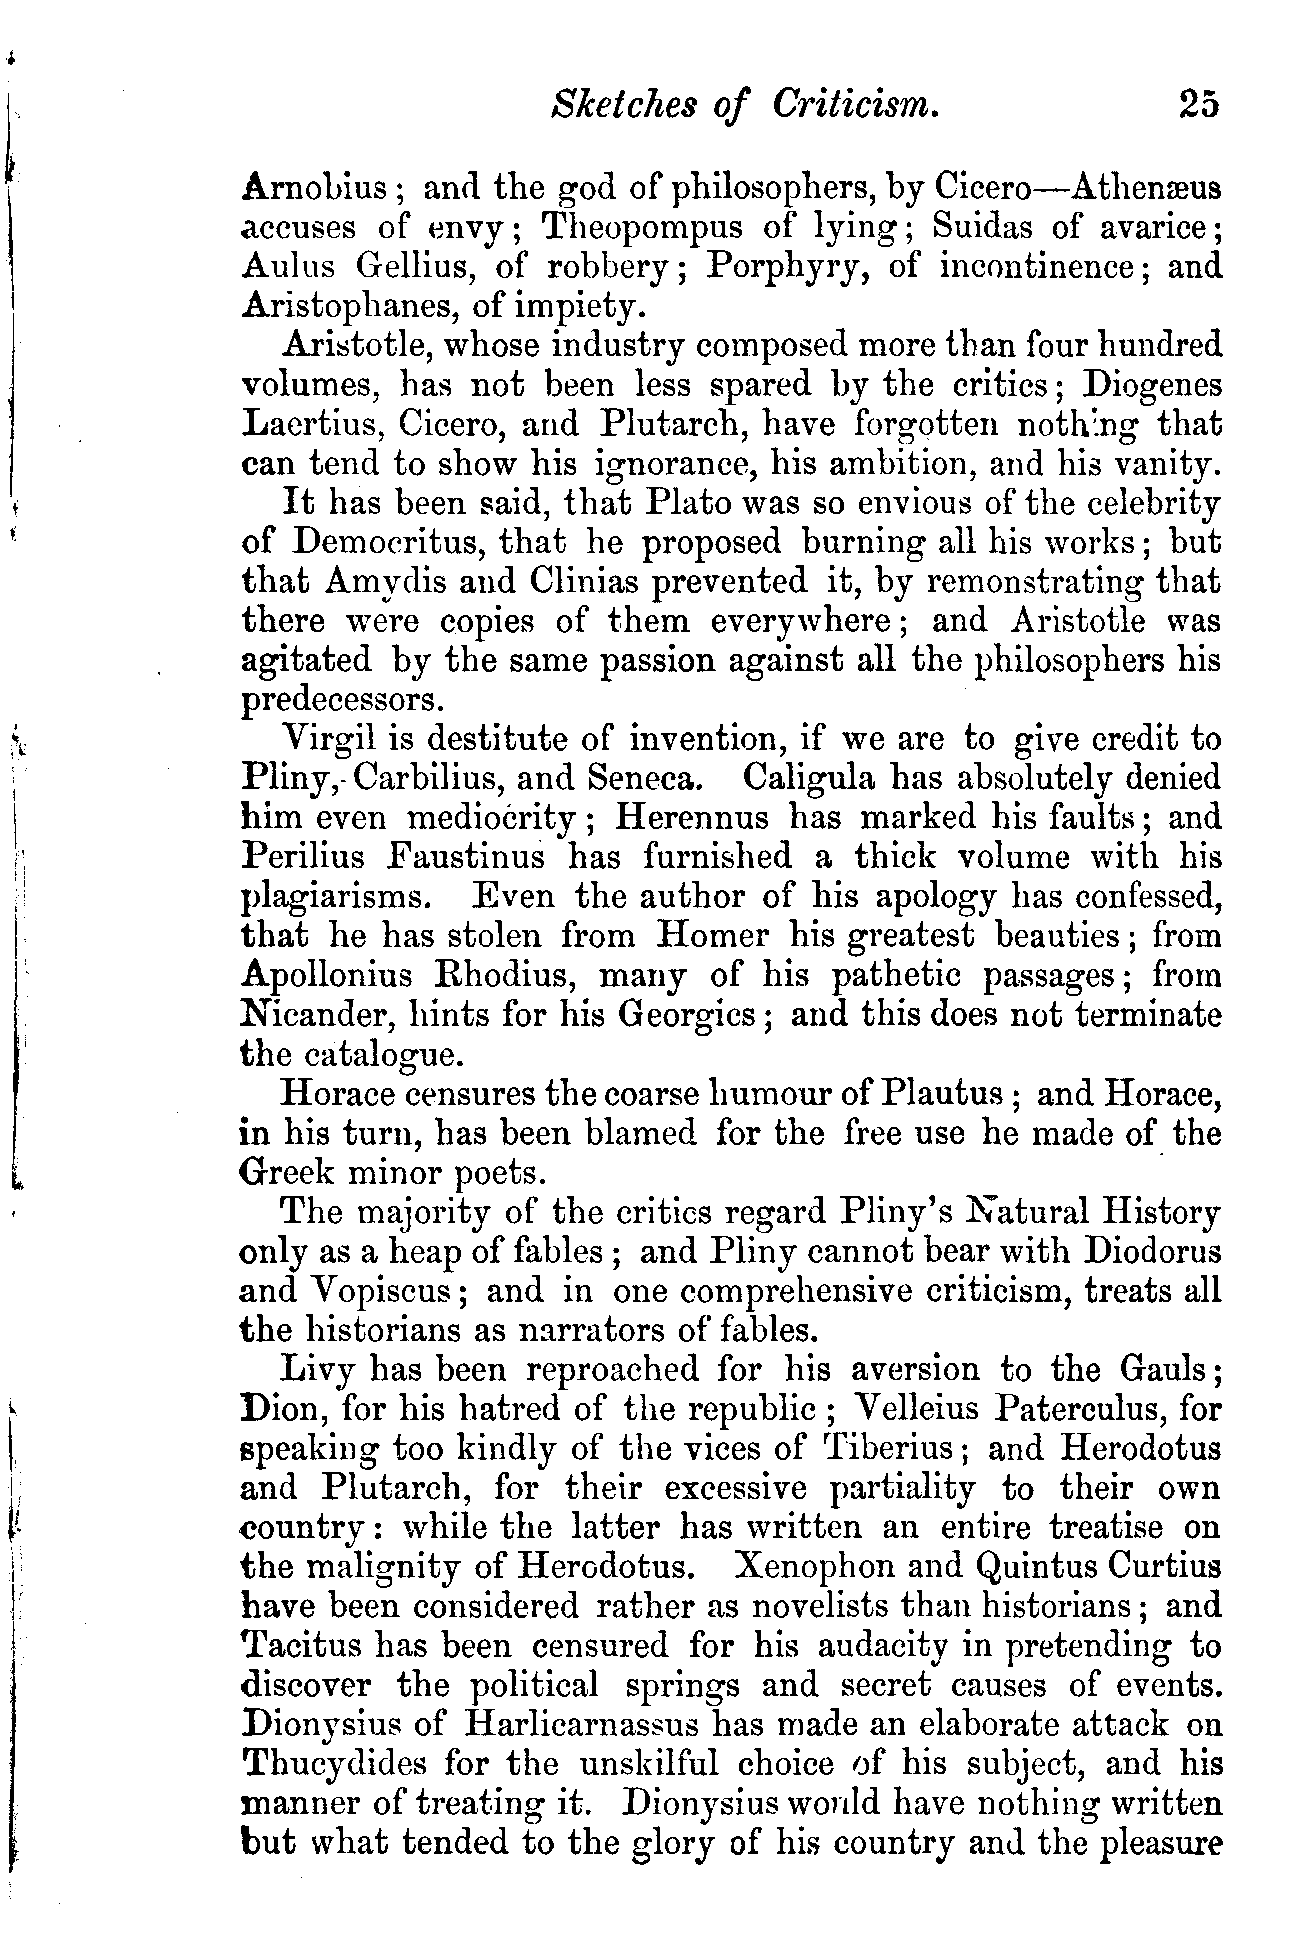 Sketches of Criticism. 25
Arnobius; and the god of philosophers, by Cicero—Athenæus
accuses of envy; Theopompus of lying; Suidas of avarice;
Aulus Gellius, of robbery; Porphyry, of incontinence; and
Aristophanes, of impiety.
Aristotle, whose industry composed more than four hundred
volumes, has not been less spared by the critics; Diogenes
Laertius, Cicero, and Plutarch, have forgotten nothing that
can tend to show his ignorance, his ambition, and his vanity.
It has been said, that Plato was so envious of the celebrity
of Democritus, that he proposed burning all his works; but
that Amydis and Clinias prevented it, by remonstrating that
there were copies of them everywhere; and Aristotle was
agitated by the same passion against all the philosophers his
predecessors.
Virgil is destitute of invention, if we are to give credit to
Pliny, Carbilius, and Seneca. Caligula has absolutely denied
him even mediocrity; Herennus has marked his faults; and
Perilius Faustinus has furnished a thick volume with his
plagiarisms. Even the author of his apology has confessed,
that he has stolen from Homer his greatest beauties; from
Apollonius Rhodius, many of his pathetic passages; from
Nicander, hints for his Georgics; and this does not terminate
the catalogue.
Horace censures the coarse humour of Plautus; and Horace,
in his turn, has been blamed for the free use he made of the
Greek minor poets.
The majority of the critics regard Pliny's Natural History
only as a heap of fables; and Pliny cannot bear with Diodorus
and Vopiscus; and in one comprehensive criticism, treats all
the historians as narrators of fables.
Livy has been reproached for his aversion to the Gauls;
Dion, for his hatred of the republic; Velleius Paterculus, for
speaking too kindly of the vices of Tiberius; and Herodotus
and Plutarch, for their excessive partiality to their own
country: while the latter has written an entire treatise on
the malignity of Herodotus. Xenophon and Quintus Curtius
have been considered rather as novelists than historians; and
Tacitus has been censured for his audacity in pretending to
discover the political springs and secret causes of events.
Dionysius of Harlicarnassus has made an elaborate attack on
Thucydides for the unskilful choice of his subject, and his
manner of treating it. Dionysius would have nothing written
but what tended to the glory of his country and the pleasure